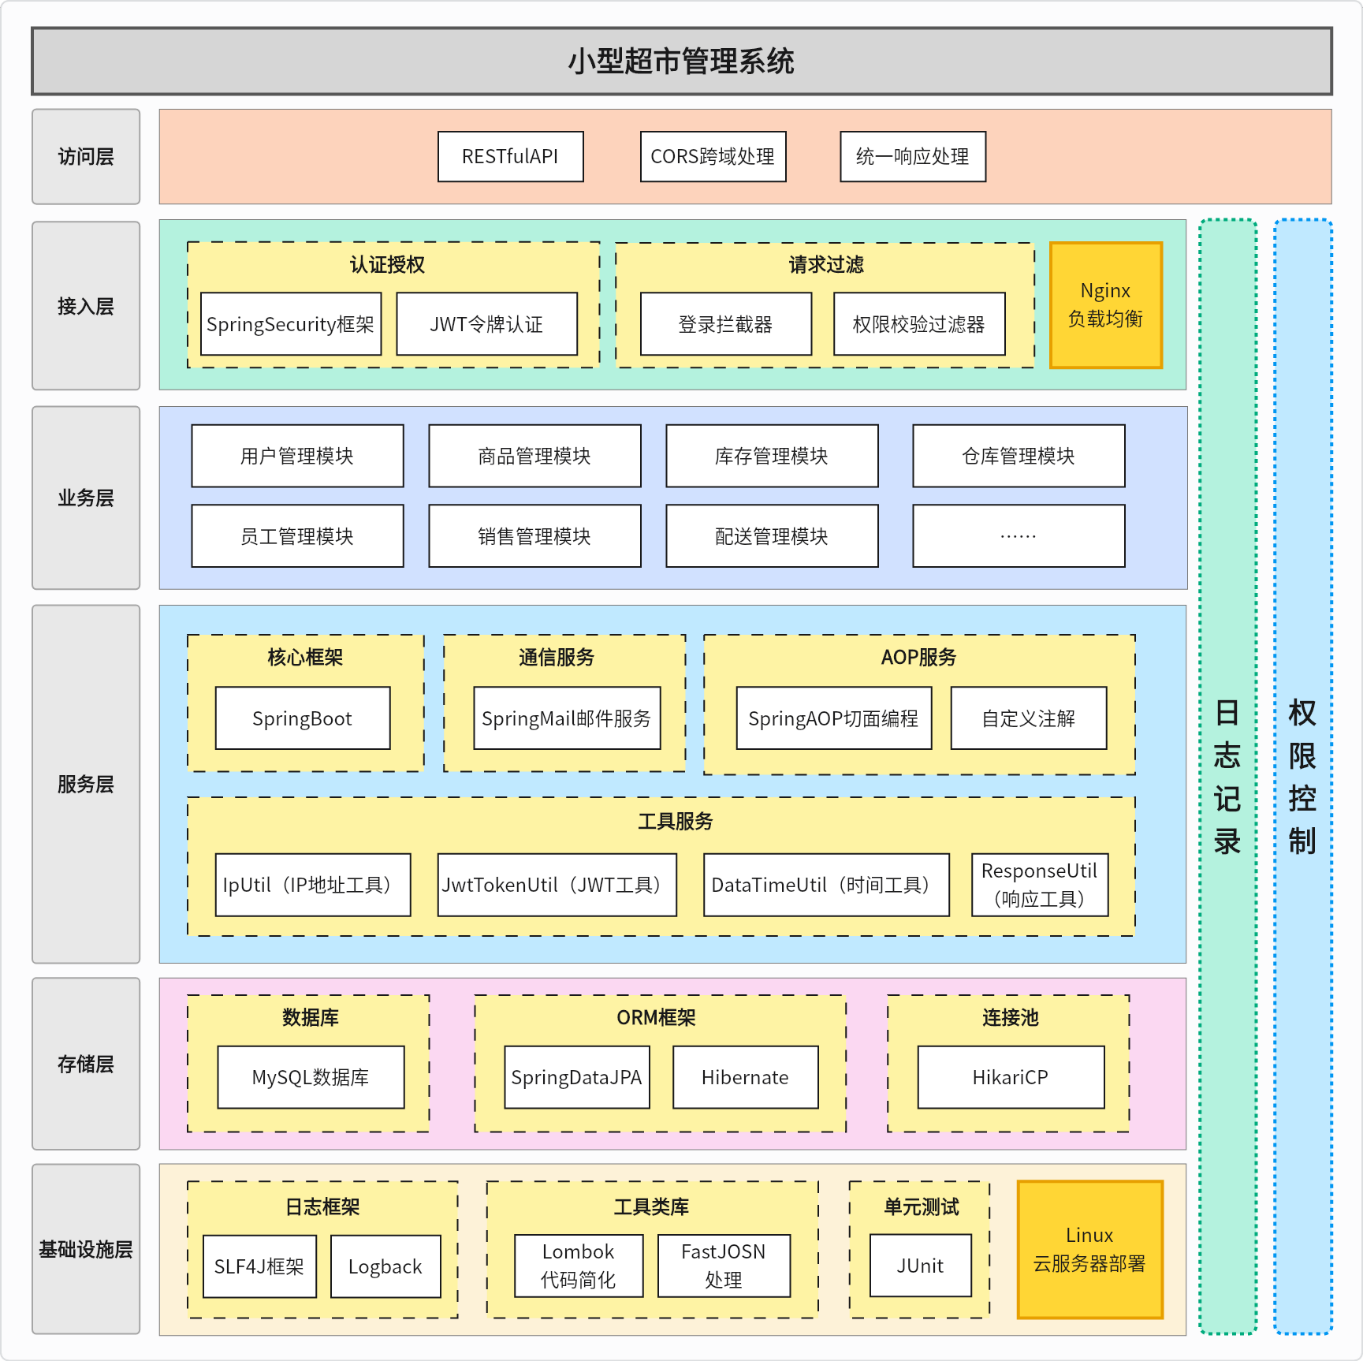 小型超市管理系统
访问层
RESTfulAPI
CORS跨域处理
统一响应处理
接入层
认证授权
SpringSecurity框架
JWT令牌认证
请求过滤
登录拦截器
权限校验过滤器
Nginx
负载均衡
业务层
用户管理模块
商品管理模块
库存管理模块
仓库管理模块
员工管理模块
销售管理模块
配送管理模块
……
服务层
核心框架
SpringBoot
通信服务
SpringMail邮件服务
AOP服务
SpringAOP切面编程
自定义注解
工具服务
IpUtil（IP地址工具）
JwtTokenUtil（JWT工具）
DataTimeUtil（时间工具）
ResponseUtil
（响应工具）
存储层
数据库
MySQL数据库
ORM框架
SpringDataJPA
Hibernate
连接池
HikariCP
基础设施层
日志框架
SLF4J框架
Logback
工具类库
Lombok
代码简化
FastJOSN
处理
单元测试
JUnit
Linux
云服务器部署
日志记录
权限控制